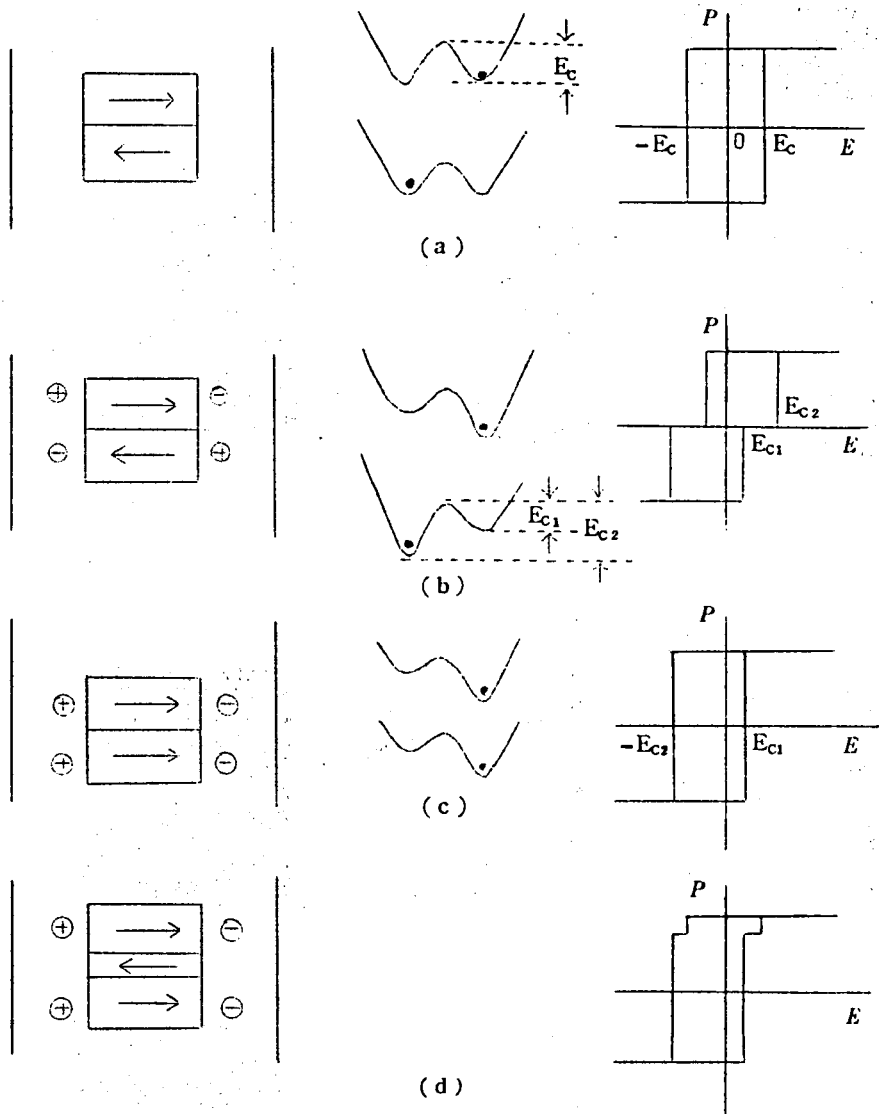 P
E_C
-E_C 0 E_C E
(a)
⊕ ⊖
⊖ ⊕
P
E_C2
E_C1 E
E_C1 -E_C2
(b)
⊕ ⊖
⊕ ⊖
P
-E_C2 E_C1 E
(c)
⊕ ⊖
⊕ ⊖
P
E
(d)